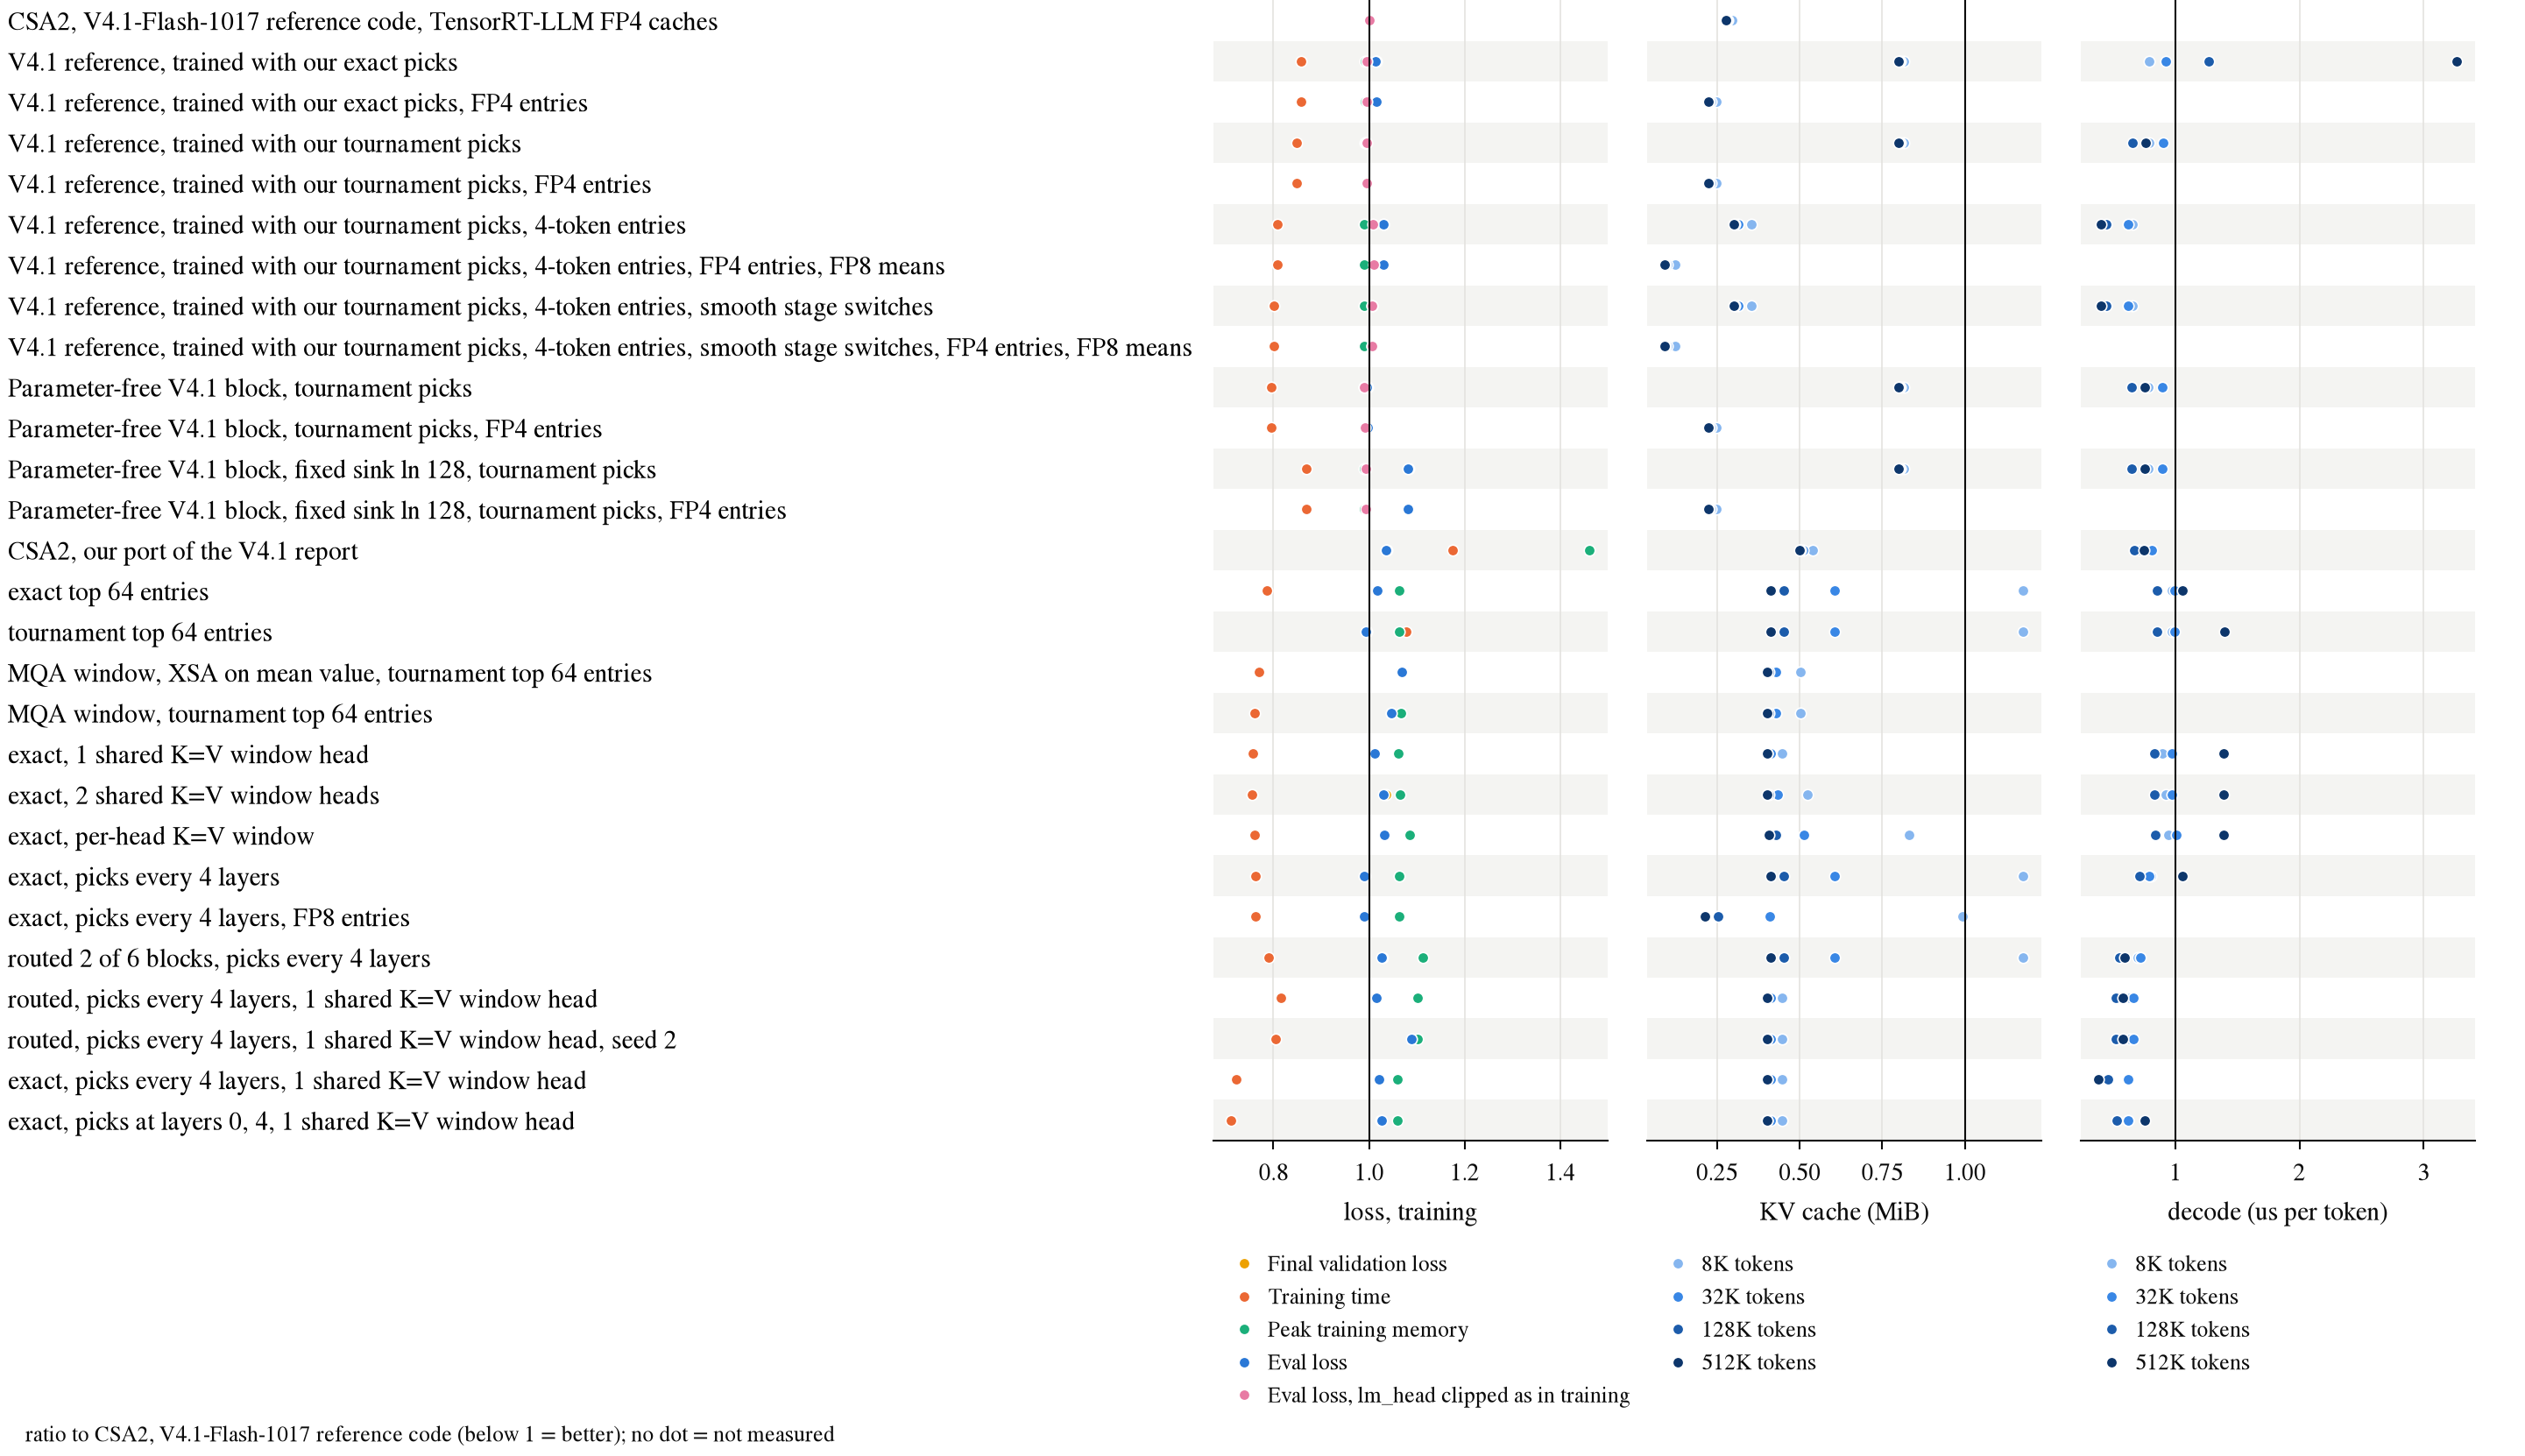 CSA2, V4.1-Flash-1017 reference code, TensorRT-LLM FP4 caches
V4.1 reference, trained with our exact picks
V4.1 reference, trained with our exact picks, FP4 entries
V4.1 reference, trained with our tournament picks
V4.1 reference, trained with our tournament picks, FP4 entries
V4.1 reference, trained with our tournament picks, 4-token entries
V4.1 reference, trained with our tournament picks, 4-token entries, FP4 entries, FP8 means
V4.1 reference, trained with our tournament picks, 4-token entries, smooth stage switches
V4.1 reference, trained with our tournament picks, 4-token entries, smooth stage switches, FP4 entries, FP8 means
Parameter-free V4.1 block, tournament picks
Parameter-free V4.1 block, tournament picks, FP4 entries
Parameter-free V4.1 block, fixed sink ln 128, tournament picks
Parameter-free V4.1 block, fixed sink ln 128, tournament picks, FP4 entries
CSA2, our port of the V4.1 report
exact top 64 entries
tournament top 64 entries
MQA window, XSA on mean value, tournament top 64 entries
MQA window, tournament top 64 entries
exact, 1 shared K=V window head
exact, 2 shared K=V window heads
exact, per-head K=V window
exact, picks every 4 layers
exact, picks every 4 layers, FP8 entries
routed 2 of 6 blocks, picks every 4 layers
routed, picks every 4 layers, 1 shared K=V window head
routed, picks every 4 layers, 1 shared K=V window head, seed 2
exact, picks every 4 layers, 1 shared K=V window head
exact, picks at layers 0, 4, 1 shared K=V window head
0.8 1.0 1.2 1.4
loss, training
Final validation loss
Training time
Peak training memory
Eval loss
Eval loss, lm_head clipped as in training
0.25 0.50 0.75 1.00
KV cache (MiB)
8K tokens
32K tokens
128K tokens
512K tokens
1 2 3
decode (us per token)
8K tokens
32K tokens
128K tokens
512K tokens
ratio to CSA2, V4.1-Flash-1017 reference code (below 1 = better); no dot = not measured